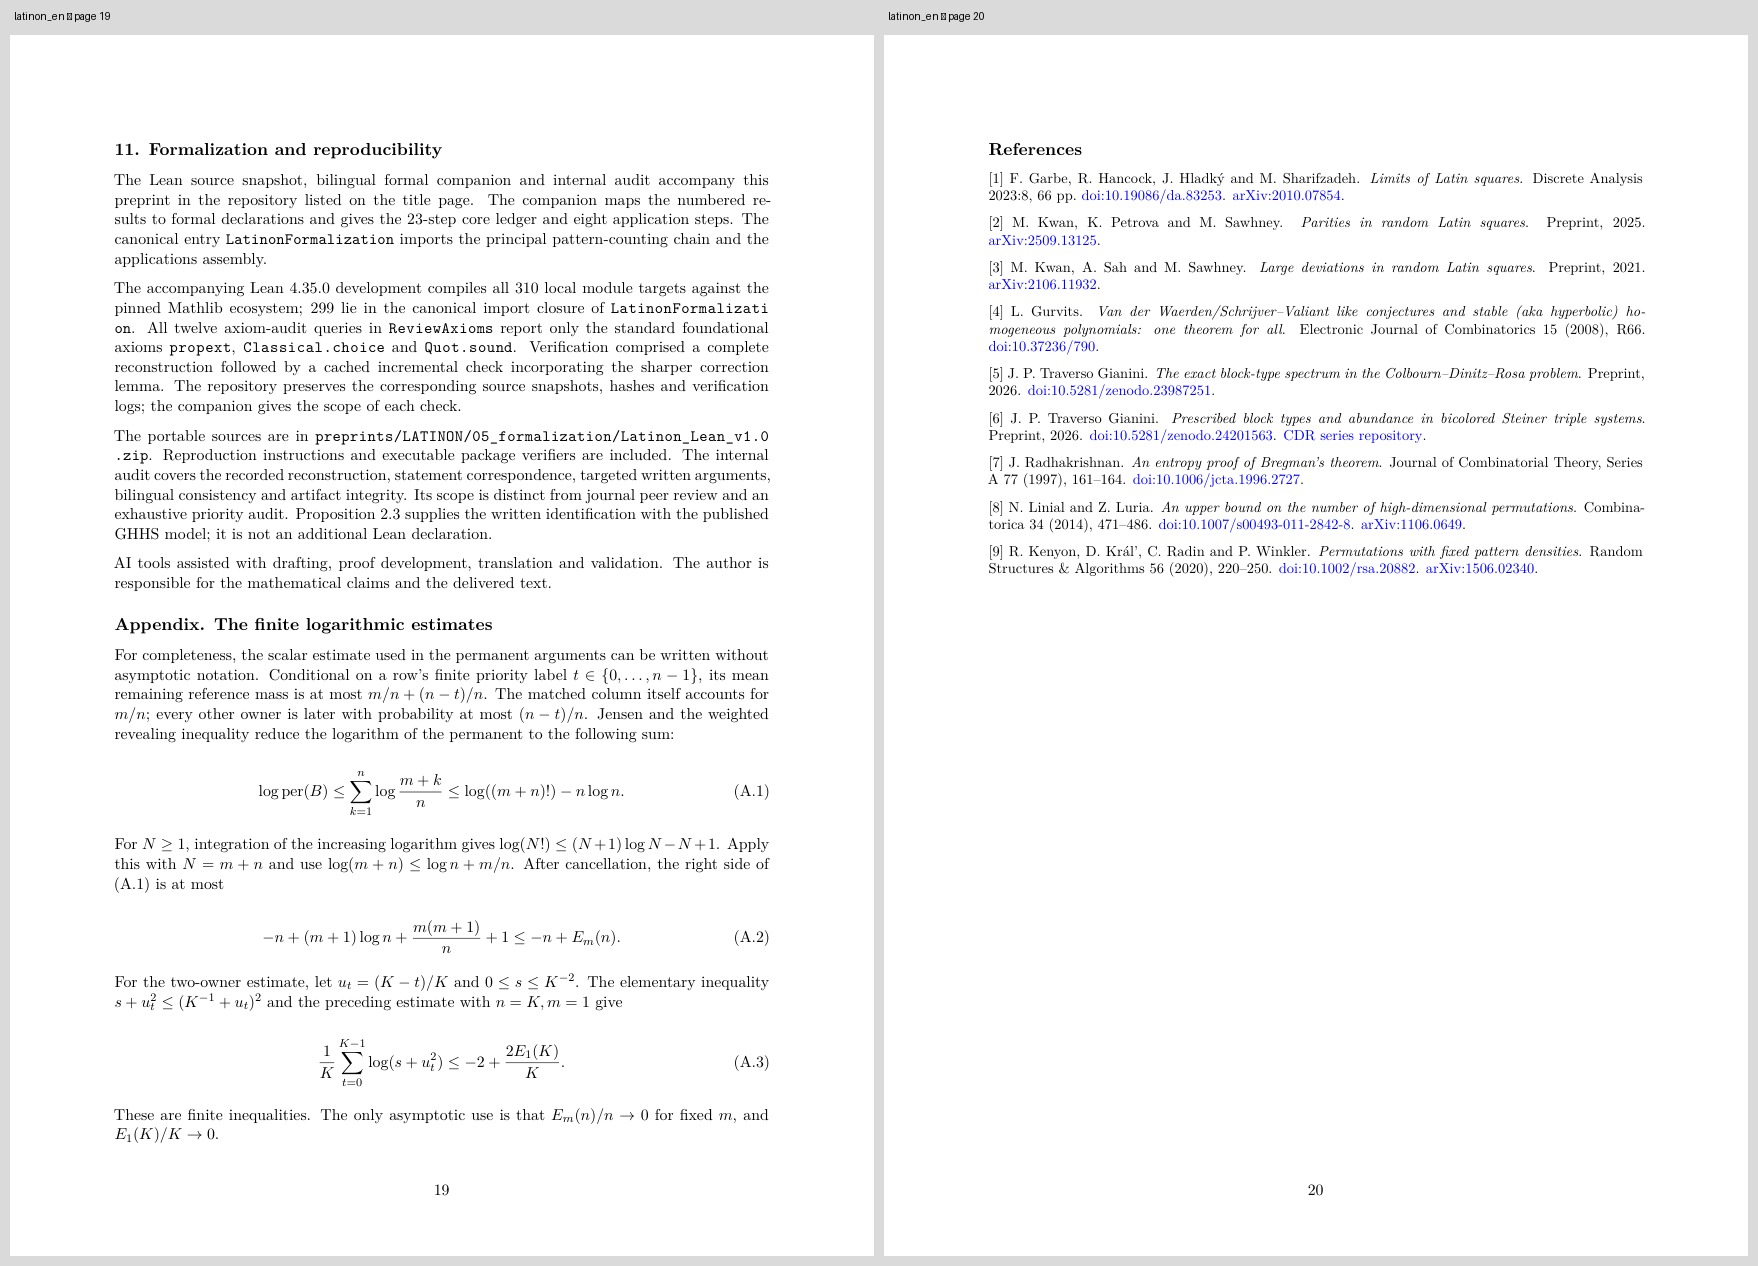 latinon_en ▯ page 19
11. Formalization and reproducibility
The Lean source snapshot, bilingual formal companion and internal audit accompany this
preprint in the repository listed on the title page. The companion maps the numbered re-
sults to formal declarations and gives the 23-step core ledger and eight application steps. The
canonical entry LatinonFormalization imports the principal pattern-counting chain and the
applications assembly.
The accompanying Lean 4.35.0 development compiles all 310 local module targets against the
pinned Mathlib ecosystem; 299 lie in the canonical import closure of LatinonFormalizati
on. All twelve axiom-audit queries in ReviewAxioms report only the standard foundational
axioms propext, Classical.choice and Quot.sound. Verification comprised a complete
reconstruction followed by a cached incremental check incorporating the sharper correction
lemma. The repository preserves the corresponding source snapshots, hashes and verification
logs; the companion gives the scope of each check.
The portable sources are in preprints/LATINON/05_formalization/Latinon_Lean_v1.0
.zip. Reproduction instructions and executable package verifiers are included. The internal
audit covers the recorded reconstruction, statement correspondence, targeted written arguments,
bilingual consistency and artifact integrity. Its scope is distinct from journal peer review and an
exhaustive priority audit. Proposition 2.3 supplies the written identification with the published
GHHS model; it is not an additional Lean declaration.
AI tools assisted with drafting, proof development, translation and validation. The author is
responsible for the mathematical claims and the delivered text.
Appendix. The finite logarithmic estimates
For completeness, the scalar estimate used in the permanent arguments can be written without
asymptotic notation. Conditional on a row's finite priority label t ∈ {0, . . . , n − 1}, its mean
remaining reference mass is at most m/n + (n − t)/n. The matched column itself accounts for
m/n; every other owner is later with probability at most (n − t)/n. Jensen and the weighted
revealing inequality reduce the logarithm of the permanent to the following sum:
log per(B) ≤ ∑_{k=1}^{n} log (m + k)/n ≤ log((m + n)!) − n log n. (A.1)
For N ≥ 1, integration of the increasing logarithm gives log(N!) ≤ (N + 1) log N − N + 1. Apply
this with N = m + n and use log(m + n) ≤ log n + m/n. After cancellation, the right side of
(A.1) is at most
−n + (m + 1) log n + m(m + 1)/n + 1 ≤ −n + E_m(n). (A.2)
For the two-owner estimate, let u_t = (K − t)/K and 0 ≤ s ≤ K^{−2}. The elementary inequality
s + u_t^2 ≤ (K^{−1} + u_t)^2 and the preceding estimate with n = K, m = 1 give
1/K ∑_{t=0}^{K−1} log(s + u_t^2) ≤ −2 + 2E_1(K)/K. (A.3)
These are finite inequalities. The only asymptotic use is that E_m(n)/n → 0 for fixed m, and
E_1(K)/K → 0.
19
latinon_en ▯ page 20
References
[1] F. Garbe, R. Hancock, J. Hladký and M. Sharifzadeh. Limits of Latin squares. Discrete Analysis
2023:8, 66 pp. doi:10.19086/da.83253. arXiv:2010.07854.
[2] M. Kwan, K. Petrova and M. Sawhney. Parities in random Latin squares. Preprint, 2025.
arXiv:2509.13125.
[3] M. Kwan, A. Sah and M. Sawhney. Large deviations in random Latin squares. Preprint, 2021.
arXiv:2106.11932.
[4] L. Gurvits. Van der Waerden/Schrijver–Valiant like conjectures and stable (aka hyperbolic) ho-
mogeneous polynomials: one theorem for all. Electronic Journal of Combinatorics 15 (2008), R66.
doi:10.37236/790.
[5] J. P. Traverso Gianini. The exact block-type spectrum in the Colbourn–Dinitz–Rosa problem. Preprint,
2026. doi:10.5281/zenodo.23987251.
[6] J. P. Traverso Gianini. Prescribed block types and abundance in bicolored Steiner triple systems.
Preprint, 2026. doi:10.5281/zenodo.24201563. CDR series repository.
[7] J. Radhakrishnan. An entropy proof of Bregman's theorem. Journal of Combinatorial Theory, Series
A 77 (1997), 161–164. doi:10.1006/jcta.1996.2727.
[8] N. Linial and Z. Luria. An upper bound on the number of high-dimensional permutations. Combina-
torica 34 (2014), 471–486. doi:10.1007/s00493-011-2842-8. arXiv:1106.0649.
[9] R. Kenyon, D. Král', C. Radin and P. Winkler. Permutations with fixed pattern densities. Random
Structures & Algorithms 56 (2020), 220–250. doi:10.1002/rsa.20882. arXiv:1506.02340.
20